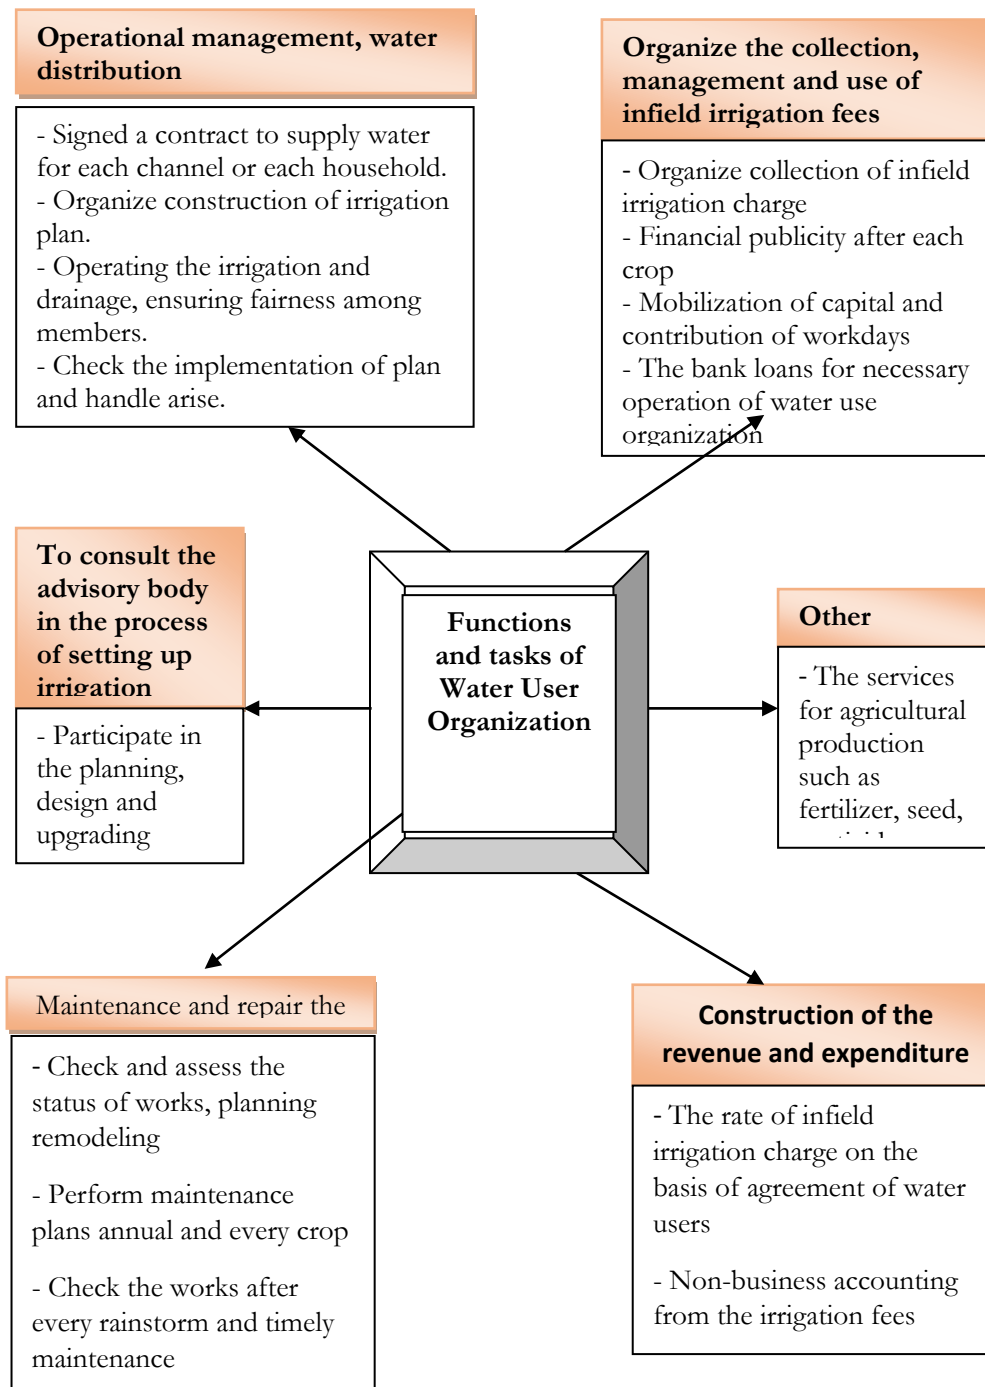 Operational management, water
distribution
- Signed a contract to supply water
for each channel or each household.
- Organize construction of irrigation
plan.
- Operating the irrigation and
drainage, ensuring fairness among
members.
- Check the implementation of plan
and handle arise.
Organize the collection,
management and use of
infield irrigation fees
- Organize collection of infield
irrigation charge
- Financial publicity after each
crop
- Mobilization of capital and
contribution of workdays
- The bank loans for necessary
operation of water use
organization
To consult the
advisory body
in the process
of setting up
irrigation
- Participate in
the planning,
design and
upgrading
Functions
and tasks of
Water User
Organization
Other
- The services
for agricultural
production
such as
fertilizer, seed,
Maintenance and repair the
- Check and assess the
status of works, planning
remodeling
- Perform maintenance
plans annual and every crop
- Check the works after
every rainstorm and timely
maintenance
Construction of the
revenue and expenditure
- The rate of infield
irrigation charge on the
basis of agreement of water
users
- Non-business accounting
from the irrigation fees